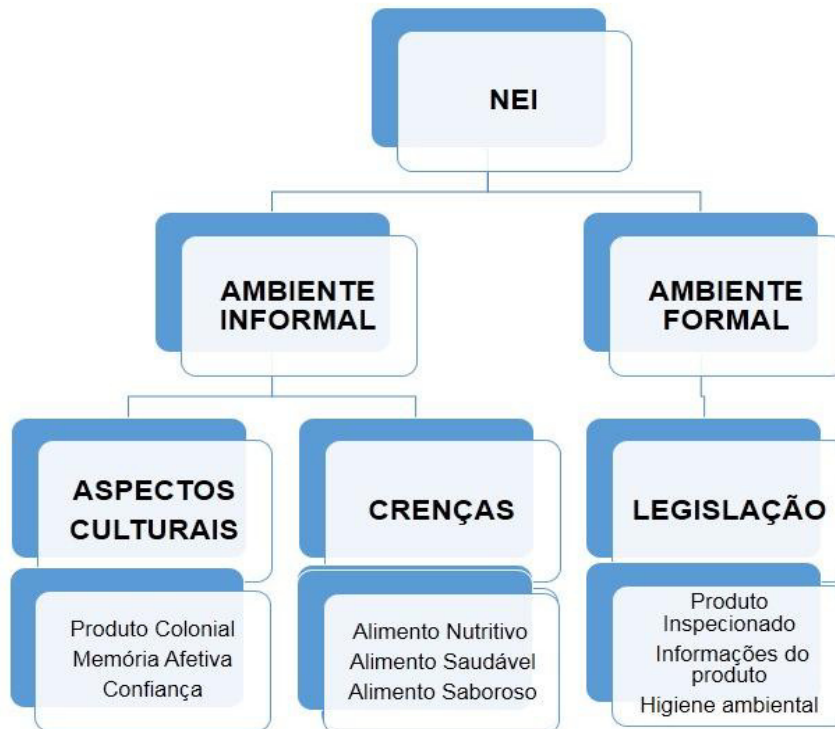 NEI
AMBIENTE
INFORMAL
AMBIENTE
FORMAL
ASPECTOS
CULTURAIS
CRENÇAS
LEGISLAÇÃO
Produto Colonial
Memória Afetiva
Confiança
Alimento Nutritivo
Alimento Saudável
Alimento Saboroso
Produto
Inspecionado
Informações do
produto
Higiene ambiental